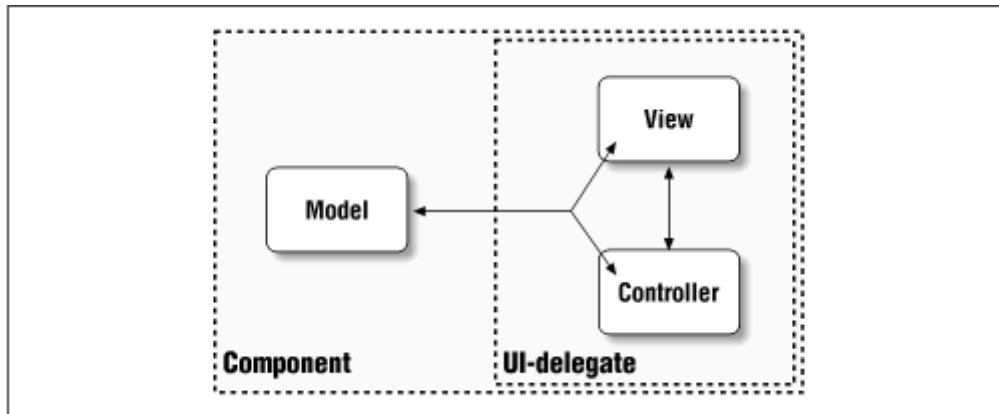 View
Model
Controller
Component
UI-delegate